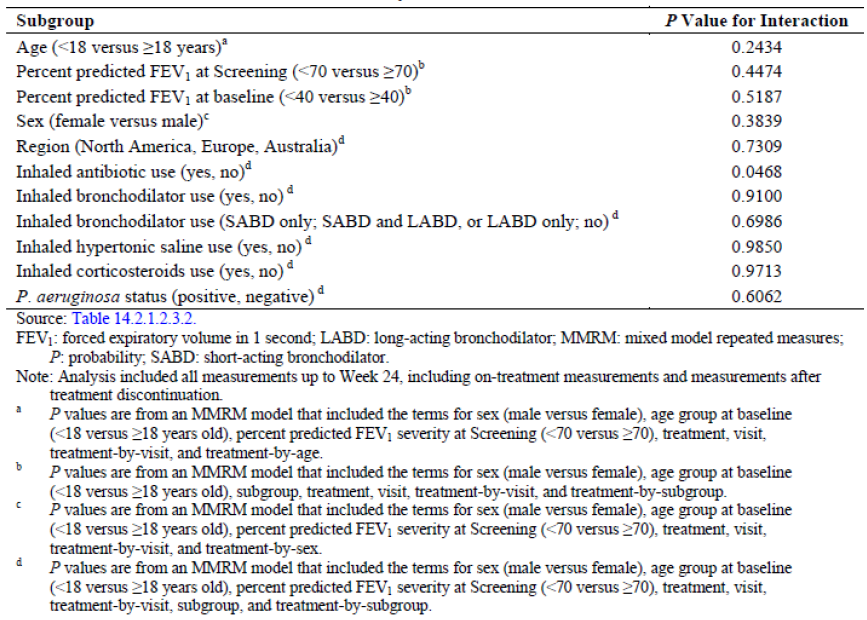 Subgroup P Value for Interaction
Age (<18 versus ≥18 years)a 0.2434
Percent predicted FEV1 at Screening (<70 versus ≥70)b 0.4474
Percent predicted FEV1 at baseline (<40 versus ≥40)b 0.5187
Sex (female versus male)c 0.3839
Region (North America, Europe, Australia)d 0.7309
Inhaled antibiotic use (yes, no)d 0.0468
Inhaled bronchodilator use (yes, no) d 0.9100
Inhaled bronchodilator use (SABD only; SABD and LABD, or LABD only; no) d 0.6986
Inhaled hypertonic saline use (yes, no) d 0.9850
Inhaled corticosteroids use (yes, no) d 0.9713
P. aeruginosa status (positive, negative) d 0.6062
Source: Table 14.2.1.2.3.2.
FEV1: forced expiratory volume in 1 second; LABD: long-acting bronchodilator; MMRM: mixed model repeated measures;
P: probability; SABD: short-acting bronchodilator.
Note: Analysis included all measurements up to Week 24, including on-treatment measurements and measurements after
treatment discontinuation.
a P values are from an MMRM model that included the terms for sex (male versus female), age group at baseline
(<18 versus ≥18 years old), percent predicted FEV1 severity at Screening (<70 versus ≥70), treatment, visit,
treatment-by-visit, and treatment-by-age.
b P values are from an MMRM model that included the terms for sex (male versus female), age group at baseline
(<18 versus ≥18 years old), subgroup, treatment, visit, treatment-by-visit, and treatment-by-subgroup.
c P values are from an MMRM model that included the terms for sex (male versus female), age group at baseline
(<18 versus ≥18 years old), percent predicted FEV1 severity at Screening (<70 versus ≥70), treatment, visit,
treatment-by-visit, and treatment-by-sex.
d P values are from an MMRM model that included the terms for sex (male versus female), age group at baseline
(<18 versus ≥18 years old), percent predicted FEV1 severity at Screening (<70 versus ≥70), treatment, visit,
treatment-by-visit, subgroup, and treatment-by-subgroup.